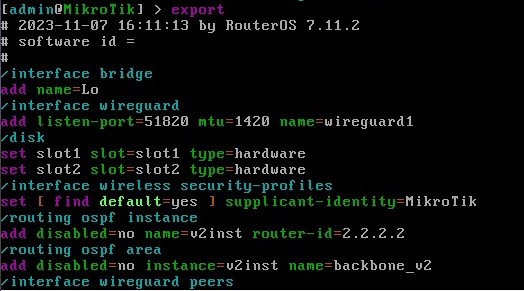 [admin@MikroTik] > export
# 2023-11-07 16:11:13 by RouterOS 7.11.2
# software id =
#
/interface bridge
add name=Lo
/interface wireguard
add listen-port=51820 mtu=1420 name=wireguard1
/disk
set slot1 slot=slot1 type=hardware
set slot2 slot=slot2 type=hardware
/interface wireless security-profiles
set [ find default=yes ] supplicant-identity=MikroTik
/routing ospf instance
add disabled=no name=v2inst router-id=2.2.2.2
/routing ospf area
add disabled=no instance=v2inst name=backbone_v2
/interface wireguard peers